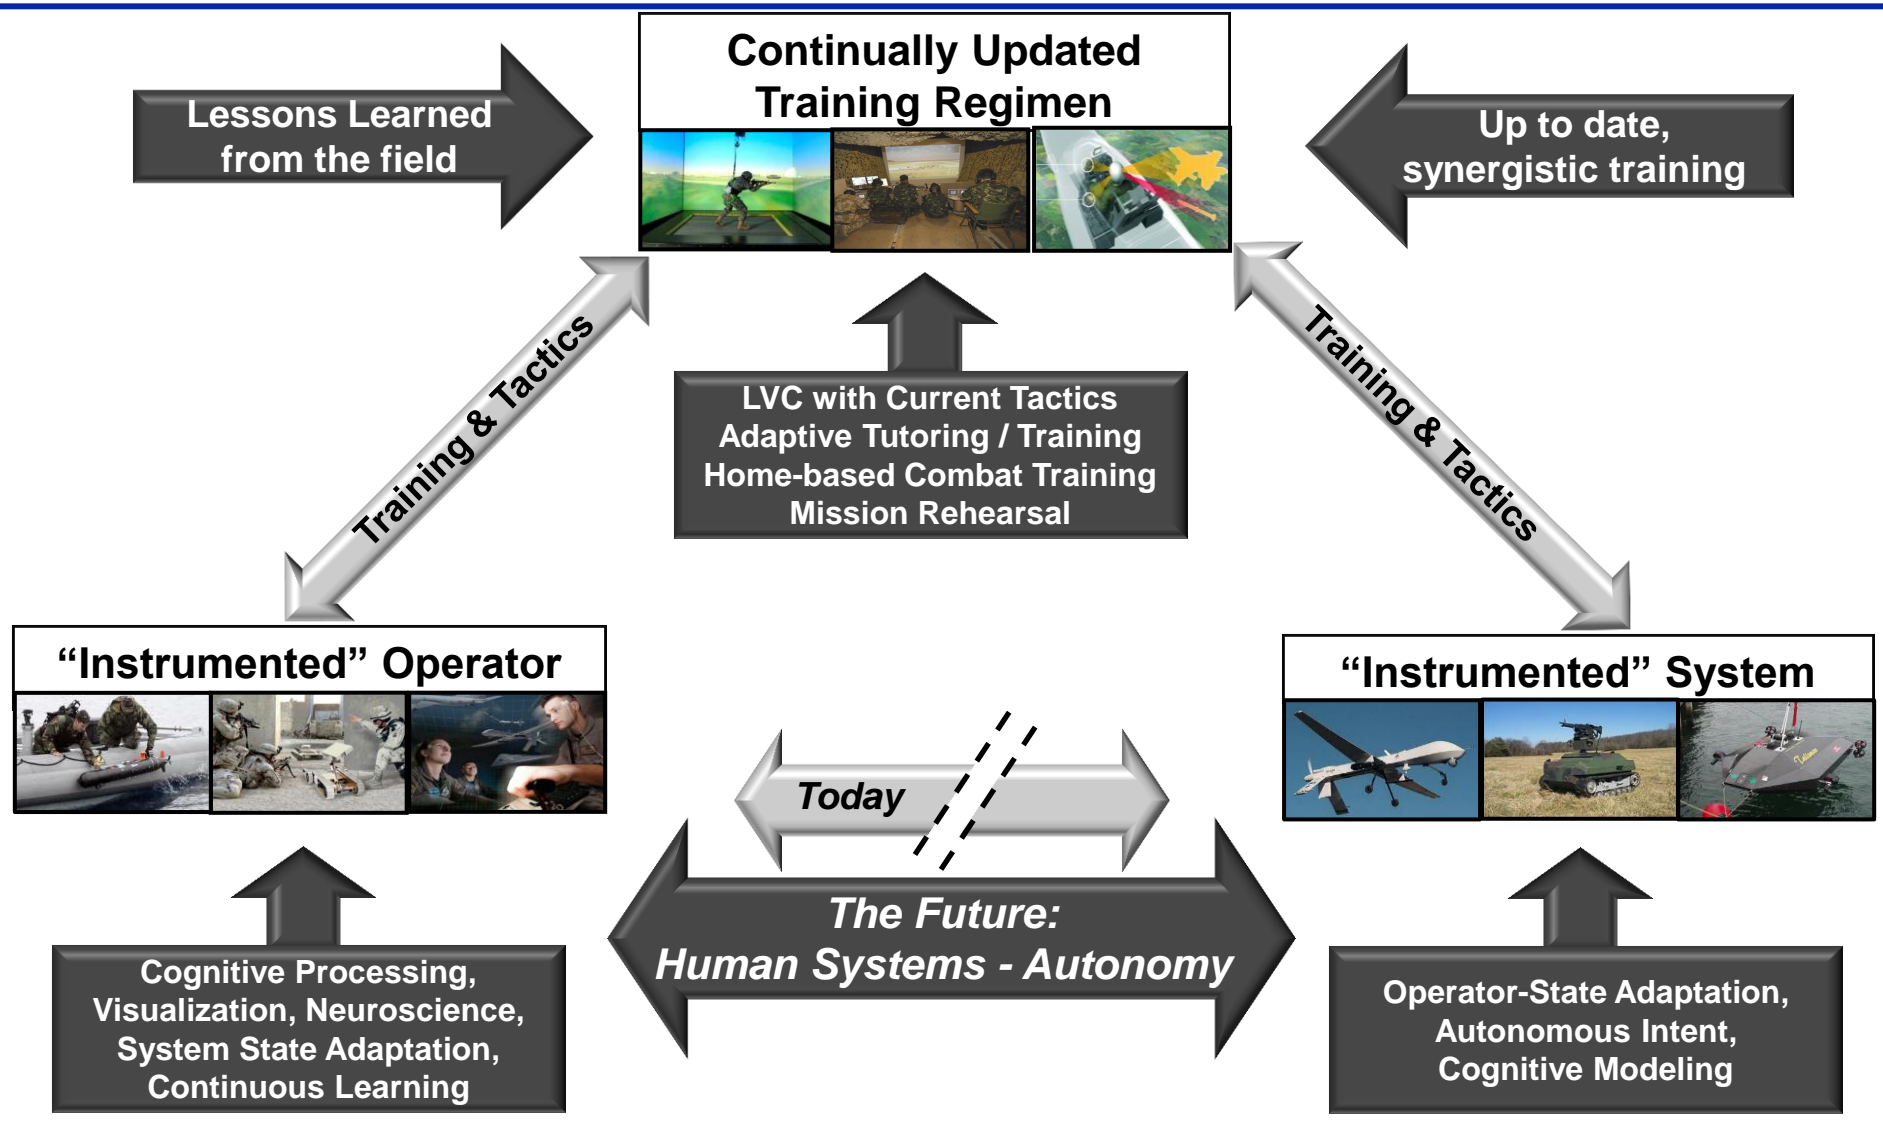 Continually Updated
Training Regimen
Lessons Learned
from the field
Up to date,
synergistic training
Training & Tactics
Training & Tactics
LVC with Current Tactics
Adaptive Tutoring / Training
Home-based Combat Training
Mission Rehearsal
“Instrumented” Operator
“Instrumented” System
Today
The Future:
Human Systems - Autonomy
Cognitive Processing,
Visualization, Neuroscience,
System State Adaptation,
Continuous Learning
Operator-State Adaptation,
Autonomous Intent,
Cognitive Modeling